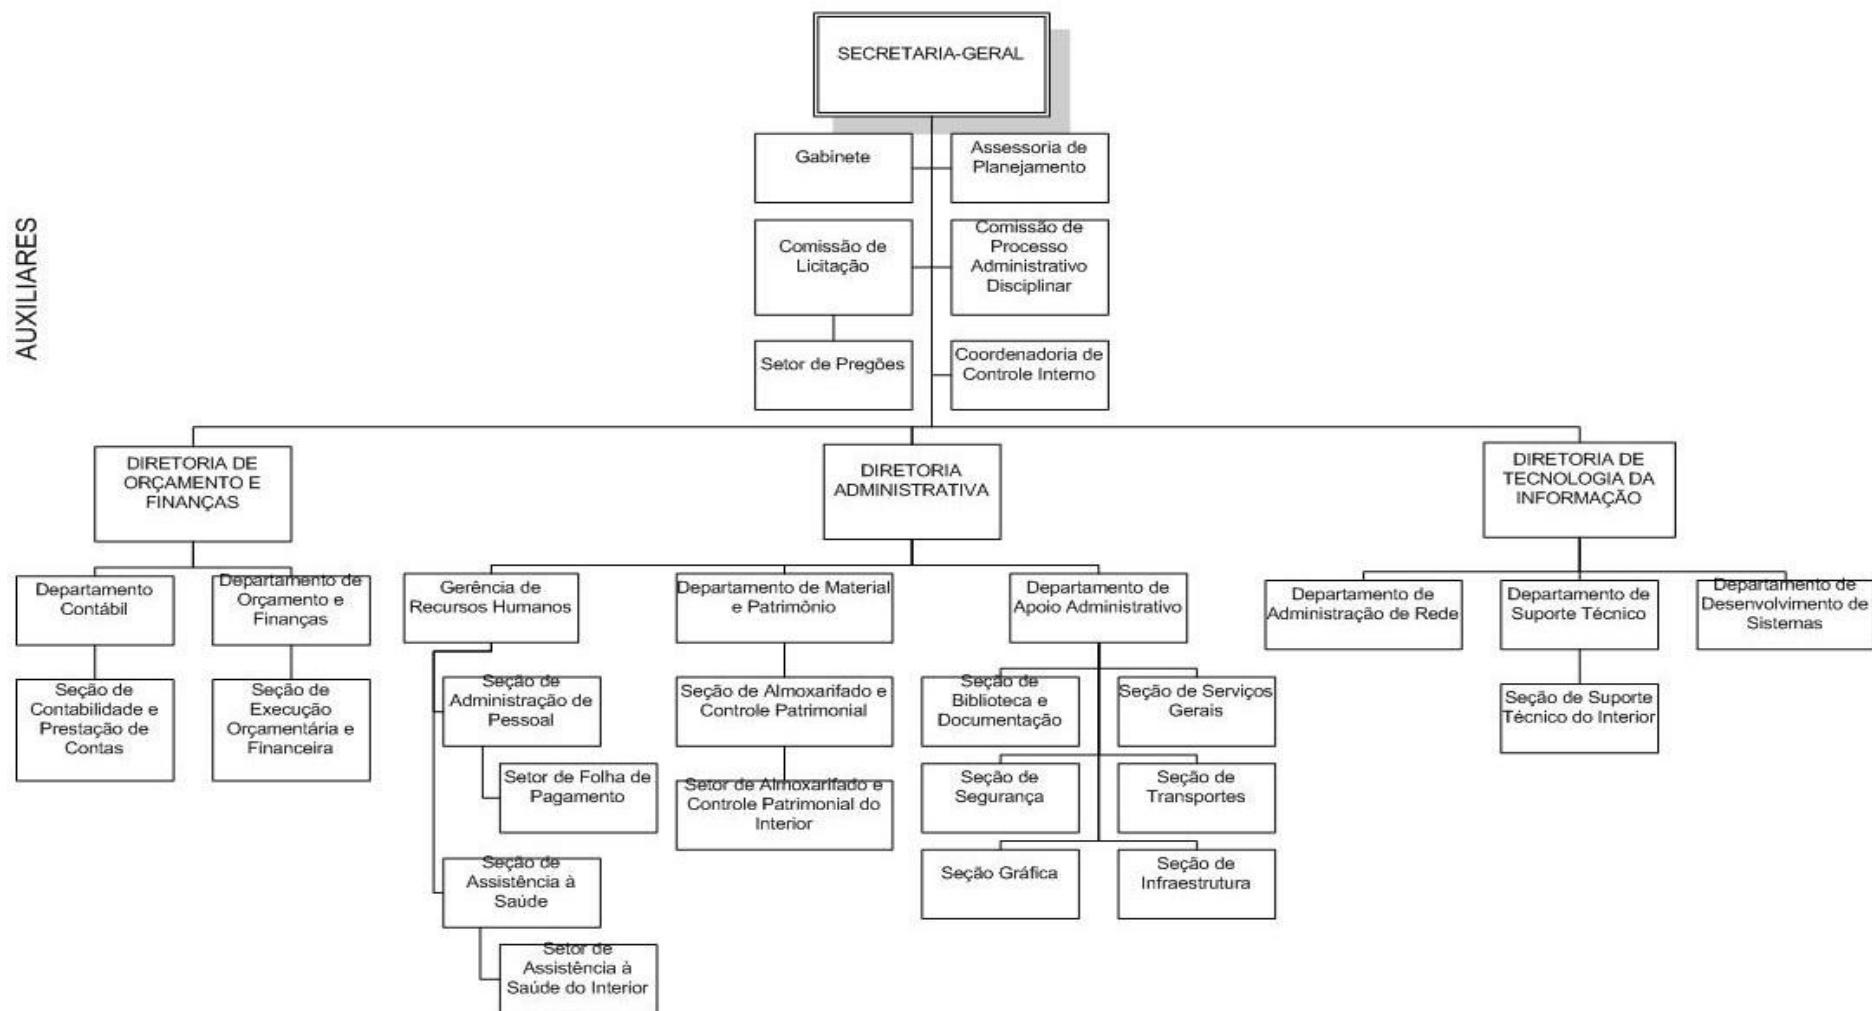 SECRETARIA-GERAL
Gabinete
Assessoria de
Planejamento
AUXILIARES
Comissão de
Licitação
Comissão de
Processo
Administrativo
Disciplinar
Setor de Pregões
Coordenadoria de
Controle Interno
DIRETORIA DE
ORÇAMENTO E
FINANÇAS
DIRETORIA
ADMINISTRATIVA
DIRETORIA DE
TECNOLOGIA DA
INFORMAÇÃO
Departamento
Contábil
Departamento de
Orçamento e
Finanças
Gerência de
Recursos Humanos
Departamento de Material
e Patrimônio
Departamento de
Apoio Administrativo
Departamento de
Administração de Rede
Departamento de
Suporte Técnico
Departamento de
Desenvolvimento de
Sistemas
Seção de
Contabilidade e
Prestação de
Contas
Seção de
Execução
Orçamentária e
Financeira
Seção de
Administração de
Pessoal
Seção de Almoxarifado e
Controle Patrimonial
Seção de
Biblioteca e
Documentação
Seção de Serviços
Gerais
Seção de Suporte
Técnico do Interior
Setor de Folha de
Pagamento
Setor de Almoxarifado e
Controle Patrimonial do
Interior
Seção de
Segurança
Seção de
Transportes
Seção de
Assistência à
Saúde
Seção Gráfica
Seção de
Infraestrutura
Setor de
Assistência à
Saúde do Interior